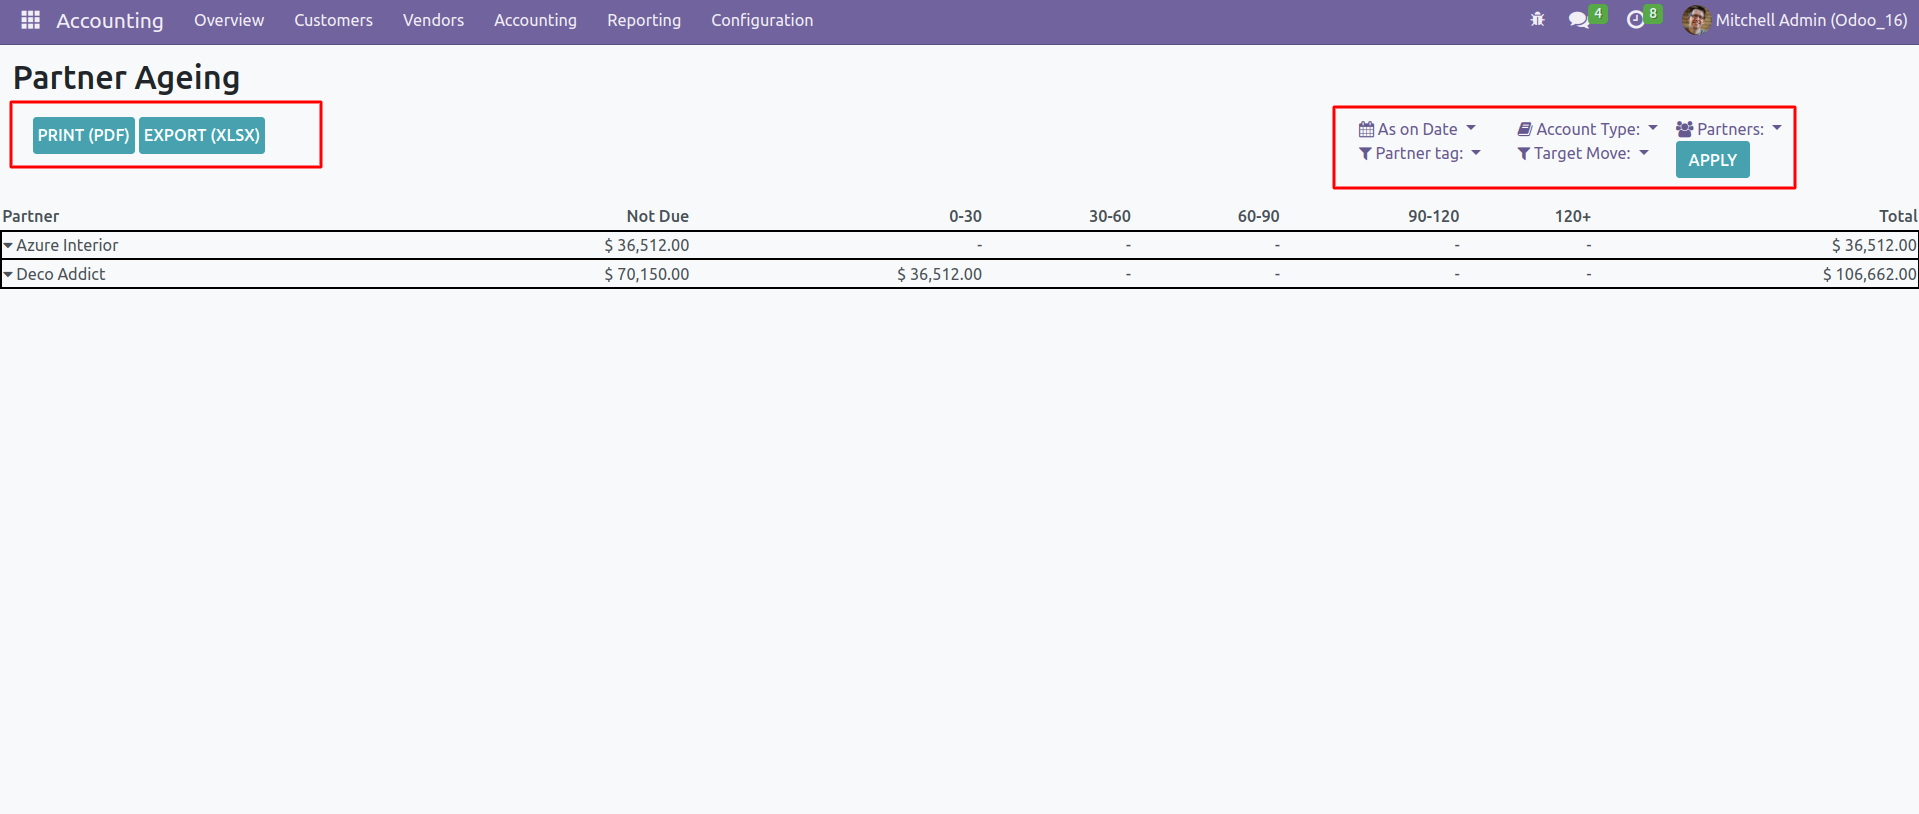 Accounting Overview Customers Vendors Accounting Reporting Configuration 4 8 Mitchell Admin (Odoo_16)
Partner Ageing
PRINT (PDF) EXPORT (XLSX)
As on Date Account Type: Partners:
Partner tag: Target Move: APPLY
Partner Not Due 0-30 30-60 60-90 90-120 120+ Total
Azure Interior $ 36,512.00 - - - - - $ 36,512.00
Deco Addict $ 70,150.00 $ 36,512.00 - - - - $ 106,662.00